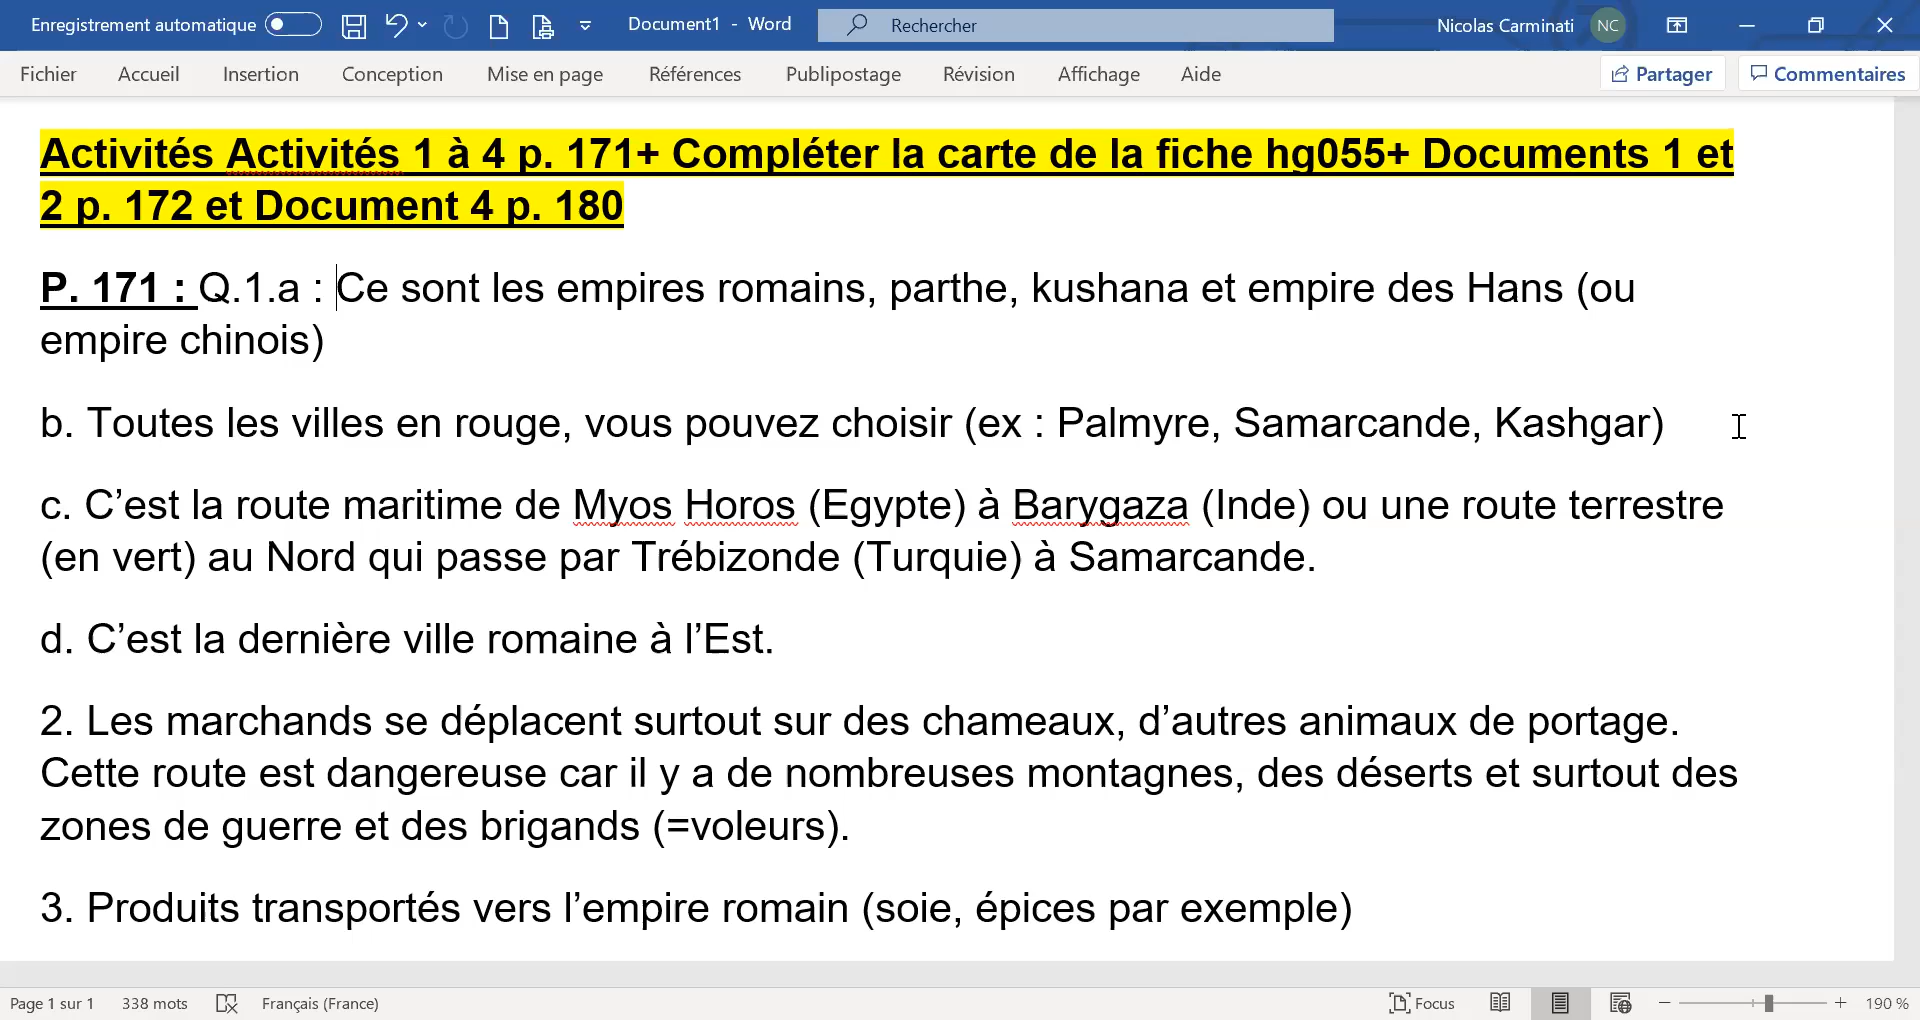 Enregistrement automatique Document1 - Word Rechercher Nicolas Carminati NC
Fichier Accueil Insertion Conception Mise en page Références Publipostage Révision Affichage Aide Partager Commentaires
Activités Activités 1 à 4 p. 171+ Compléter la carte de la fiche hg055+ Documents 1 et
2 p. 172 et Document 4 p. 180
P. 171 : Q.1.a : Ce sont les empires romains, parthe, kushana et empire des Hans (ou
empire chinois)
b. Toutes les villes en rouge, vous pouvez choisir (ex : Palmyre, Samarcande, Kashgar)
c. C’est la route maritime de Myos Horos (Egypte) à Barygaza (Inde) ou une route terrestre
(en vert) au Nord qui passe par Trébizonde (Turquie) à Samarcande.
d. C’est la dernière ville romaine à l’Est.
2. Les marchands se déplacent surtout sur des chameaux, d’autres animaux de portage.
Cette route est dangereuse car il y a de nombreuses montagnes, des déserts et surtout des
zones de guerre et des brigands (=voleurs).
3. Produits transportés vers l’empire romain (soie, épices par exemple)
Page 1 sur 1 338 mots Français (France) Focus 190 %